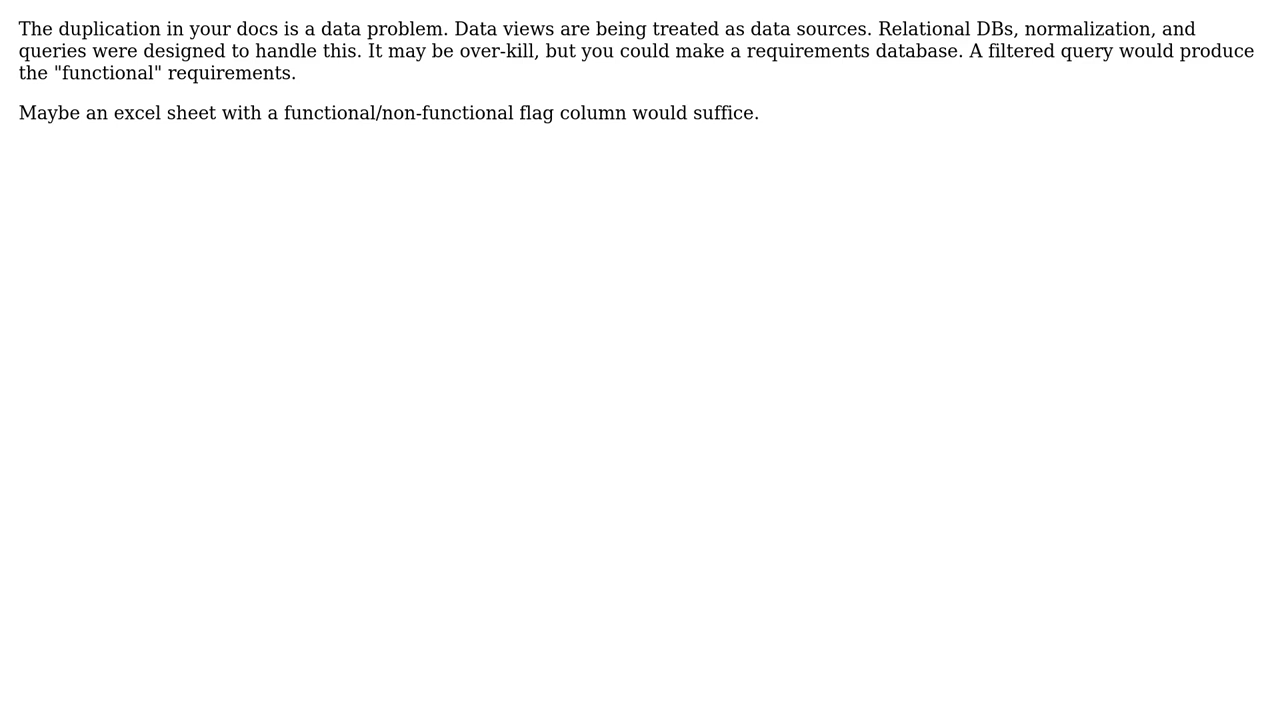 The duplication in your docs is a data problem. Data views are being treated as data sources. Relational DBs, normalization, and
queries were designed to handle this. It may be over-kill, but you could make a requirements database. A filtered query would produce
the "functional" requirements.
Maybe an excel sheet with a functional/non-functional flag column would suffice.